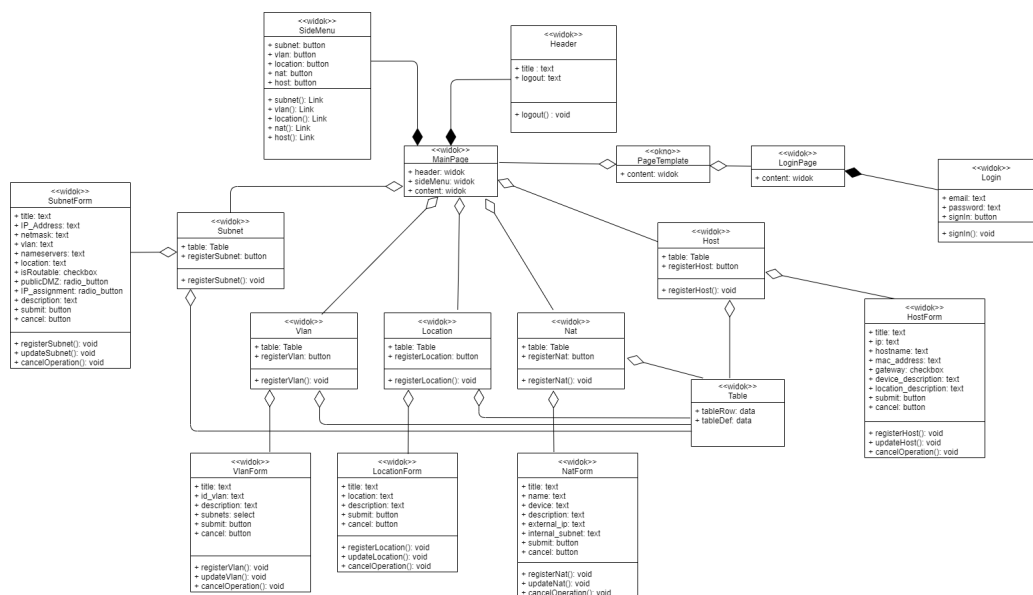 <<widok>>
SideMenu
+ subnet: button
+ vlan: button
+ location: button
+ nat: button
+ host: button
+ subnet(): Link
+ vlan(): Link
+ location(): Link
+ nat(): Link
+ host(): Link
<<widok>>
Header
+ title : text
+ logout: text
+ logout() : void
<<widok>>
MainPage
+ header: widok
+ sideMenu: widok
+ content: widok
<<okno>>
PageTemplate
+ content: widok
<<widok>>
LoginPage
+ content: widok
<<widok>>
Login
+ email: text
+ password: text
+ signIn: button
+ signIn(): void
<<widok>>
SubnetForm
+ title: text
+ IP_Address: text
+ netmask: text
+ vlan: text
+ nameservers: text
+ location: text
+ isRoutable: checkbox
+ publicDMZ: radio_button
+ IP_assignment: radio_button
+ description: text
+ submit: button
+ cancel: button
+ registerSubnet(): void
+ updateSubnet(): void
+ cancelOperation(): void
<<widok>>
Subnet
+ table: Table
+ registerSubnet: button
+ registerSubnet(): void
<<widok>>
Host
+ table: Table
+ registerHost: button
+ registerHost(): void
<<widok>>
HostForm
+ title: text
+ ip: text
+ hostname: text
+ mac_address: text
+ gateway: checkbox
+ device_description: text
+ location_description: text
+ submit: button
+ cancel: button
+ registerHost(): void
+ updateHost(): void
+ cancelOperation(): void
<<widok>>
Vlan
+ table: Table
+ registerVlan: button
+ registerVlan(): void
<<widok>>
Location
+ table: Table
+ registerLocation: button
+ registerLocation(): void
<<widok>>
Nat
+ table: Table
+ registerNat: button
+ registerNat(): void
<<widok>>
Table
+ tableRow: data
+ tableDef: data
<<widok>>
VlanForm
+ title: text
+ id_vlan: text
+ description: text
+ subnets: select
+ submit: button
+ cancel: button
+ registerVlan(): void
+ updateVlan(): void
+ cancelOperation(): void
<<widok>>
LocationForm
+ title: text
+ location: text
+ description: text
+ submit: button
+ cancel: button
+ registerLocation(): void
+ updateLocation(): void
+ cancelOperation(): void
<<widok>>
NatForm
+ title: text
+ name: text
+ device: text
+ description: text
+ external_ip: text
+ internal_subnet: text
+ submit: button
+ cancel: button
+ registerNat(): void
+ updateNat(): void
+ cancelOperation(): void